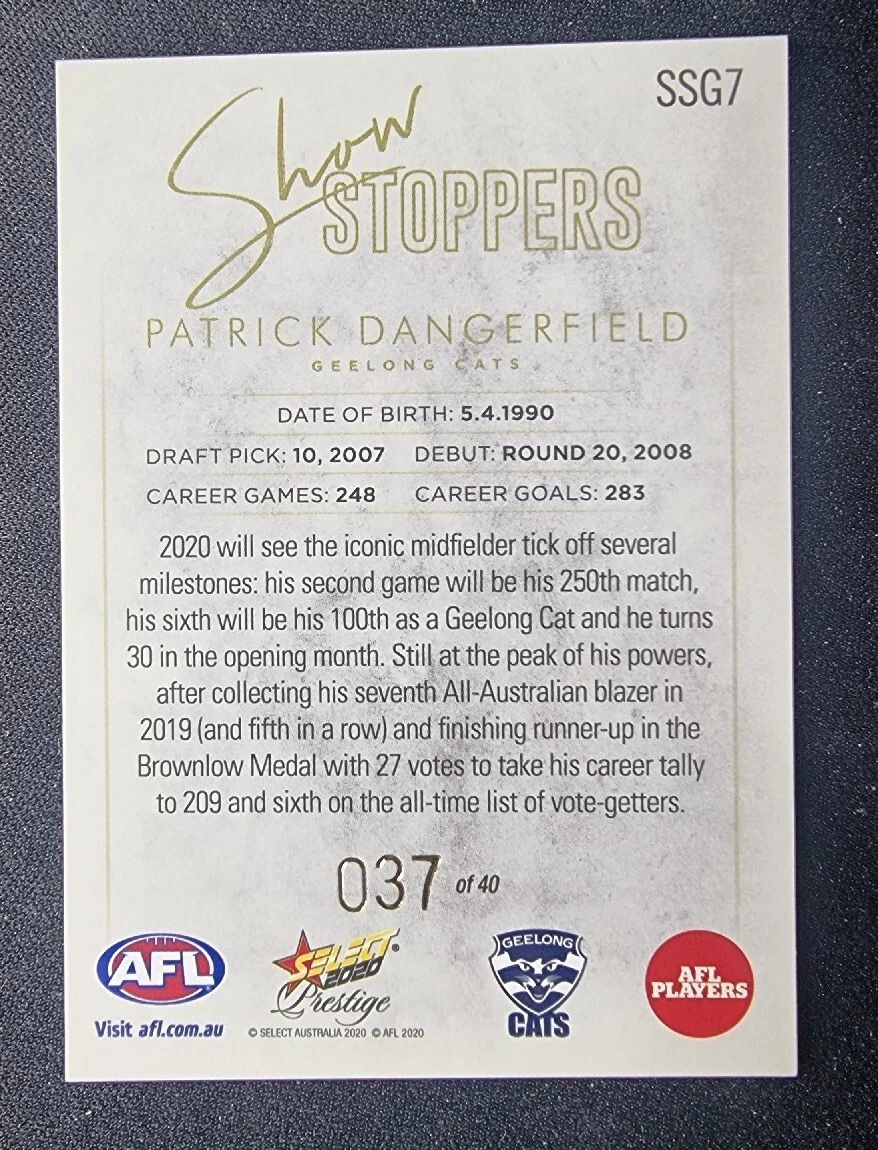 SSG7
Show
STOPPERS
PATRICK DANGERFIELD
GEELONG CATS
DATE OF BIRTH: 5.4.1990
DRAFT PICK: 10, 2007 DEBUT: ROUND 20, 2008
CAREER GAMES: 248 CAREER GOALS: 283
2020 will see the iconic midfielder tick off several
milestones: his second game will be his 250th match,
his sixth will be his 100th as a Geelong Cat and he turns
30 in the opening month. Still at the peak of his powers,
after collecting his seventh All-Australian blazer in
2019 (and fifth in a row) and finishing runner-up in the
Brownlow Medal with 27 votes to take his career tally
to 209 and sixth on the all-time list of vote-getters.
037 of 40
AFL
Visit afl.com.au
SELECT®
2020
Prestige
© SELECT AUSTRALIA 2020 © AFL 2020
GEELONG
CATS
AFL
PLAYERS